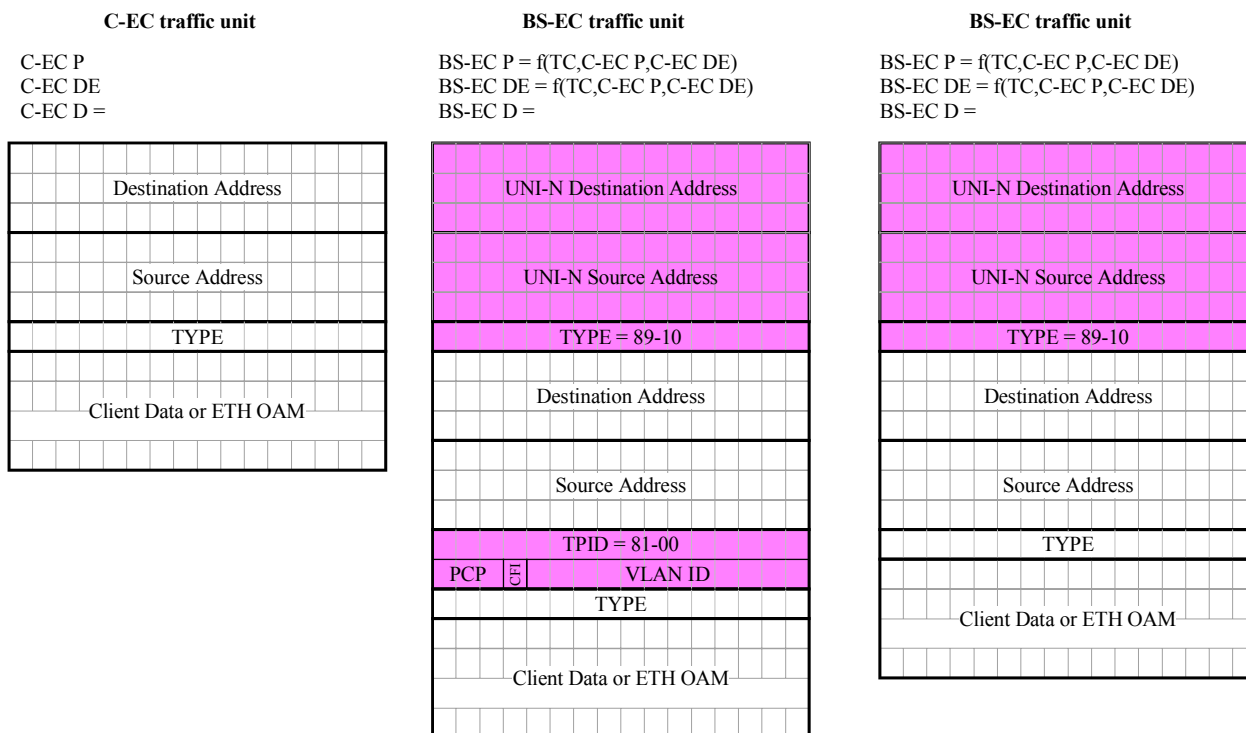 C-EC traffic unit
C-EC P
C-EC DE
C-EC D =
Destination Address
Source Address
TYPE
Client Data or ETH OAM
BS-EC traffic unit
BS-EC P = f(TC,C-EC P,C-EC DE)
BS-EC DE = f(TC,C-EC P,C-EC DE)
BS-EC D =
UNI-N Destination Address
UNI-N Source Address
TYPE = 89-10
Destination Address
Source Address
TPID = 81-00
PCP CFI VLAN ID
TYPE
Client Data or ETH OAM
BS-EC traffic unit
BS-EC P = f(TC,C-EC P,C-EC DE)
BS-EC DE = f(TC,C-EC P,C-EC DE)
BS-EC D =
UNI-N Destination Address
UNI-N Source Address
TYPE = 89-10
Destination Address
Source Address
TYPE
Client Data or ETH OAM